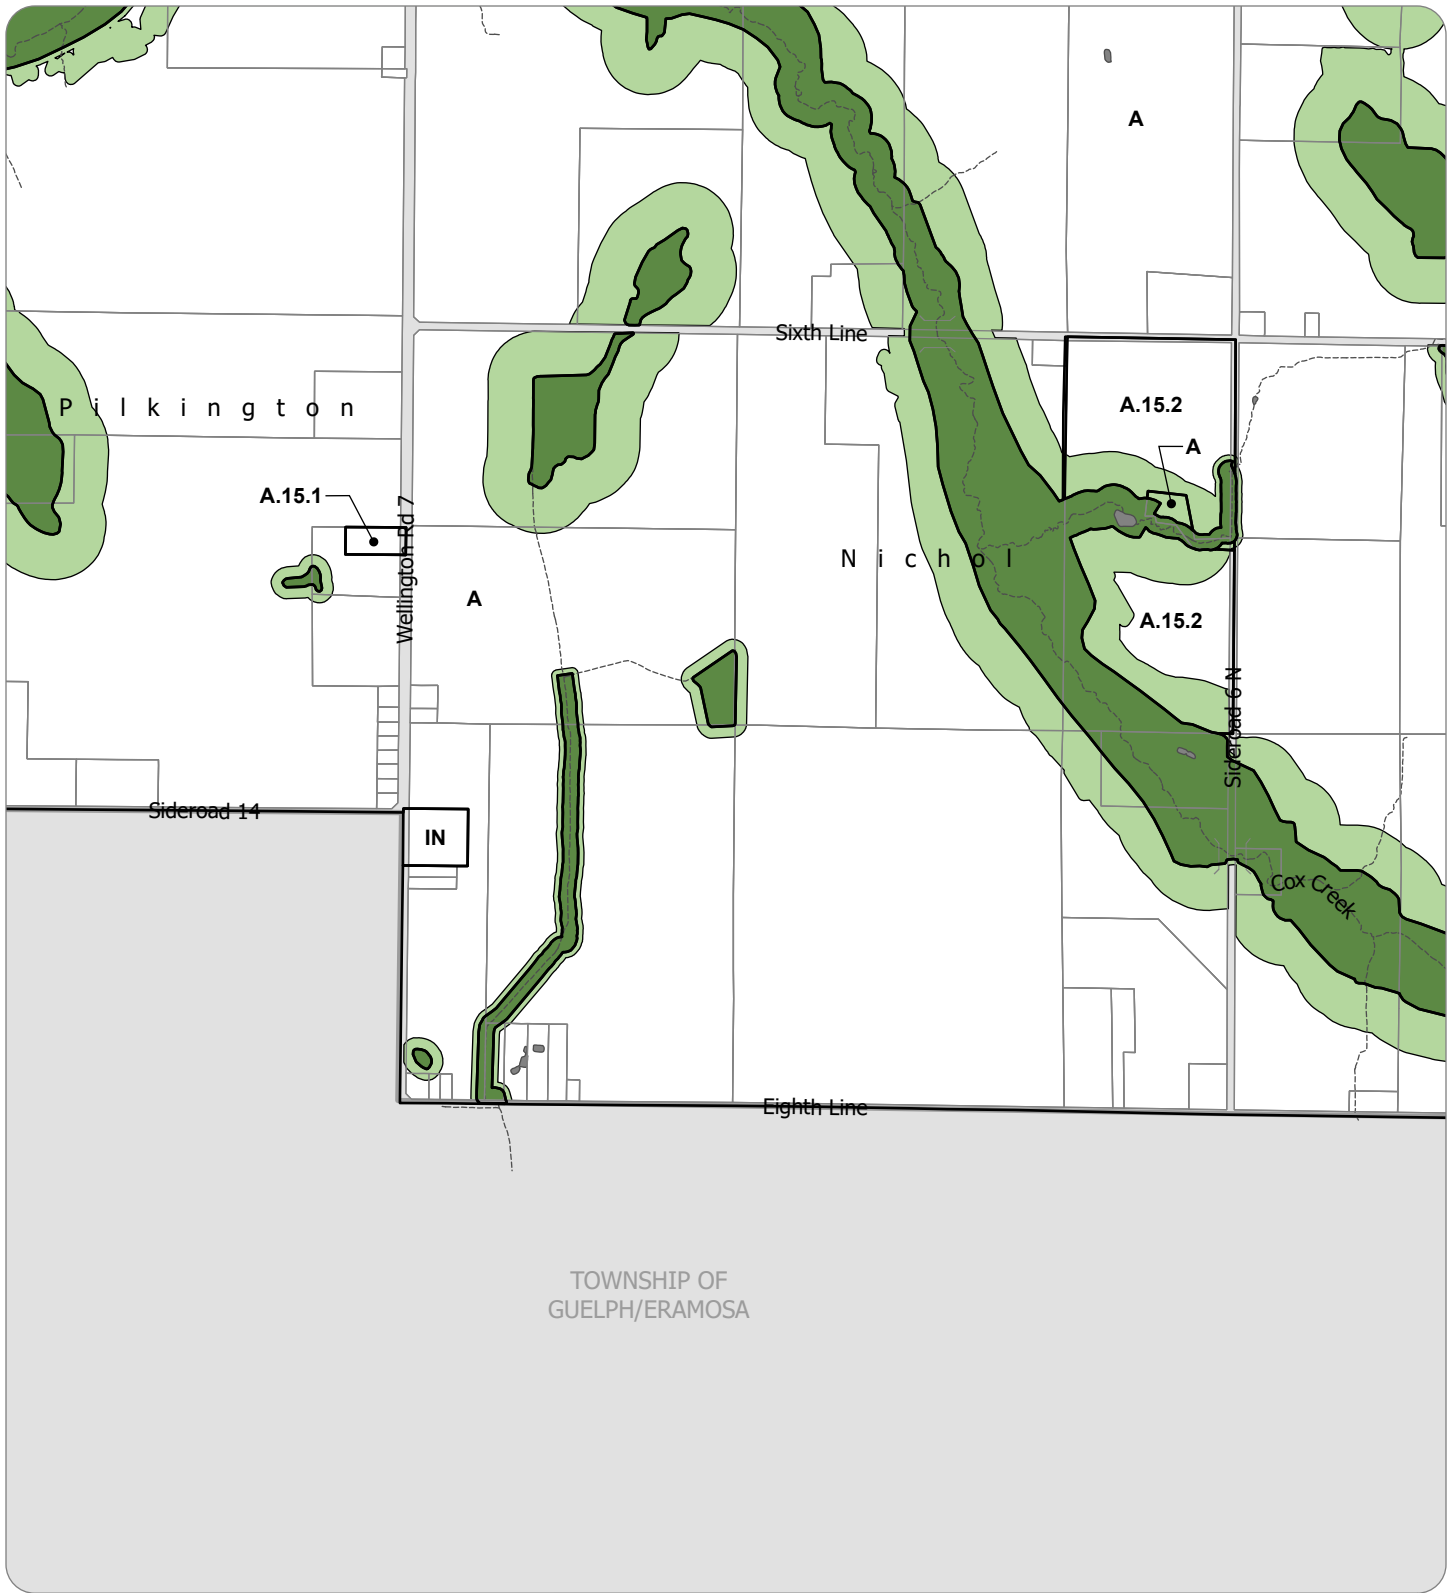 A
Sixth Line
P i l k i n g t o n
A.15.2
A
A.15.1
Wellington Rd 7
N i c h o l
A
A.15.2
Sideroad 6 N
Sideroad 14
IN
Cox Creek
Eighth Line
TOWNSHIP OF
GUELPH/ERAMOSA